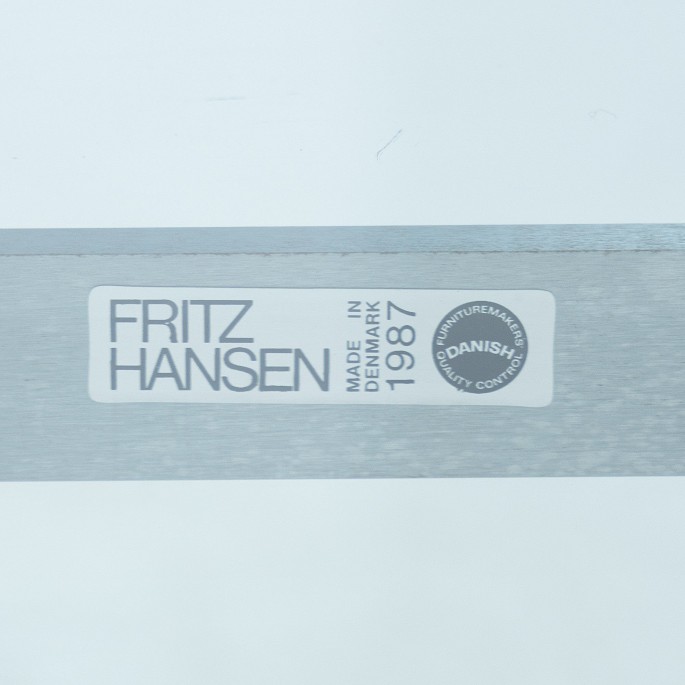 FRITZ
HANSEN
MADE IN
DENMARK
1987
FURNITUREMAKERS'
DANISH
QUALITY CONTROL